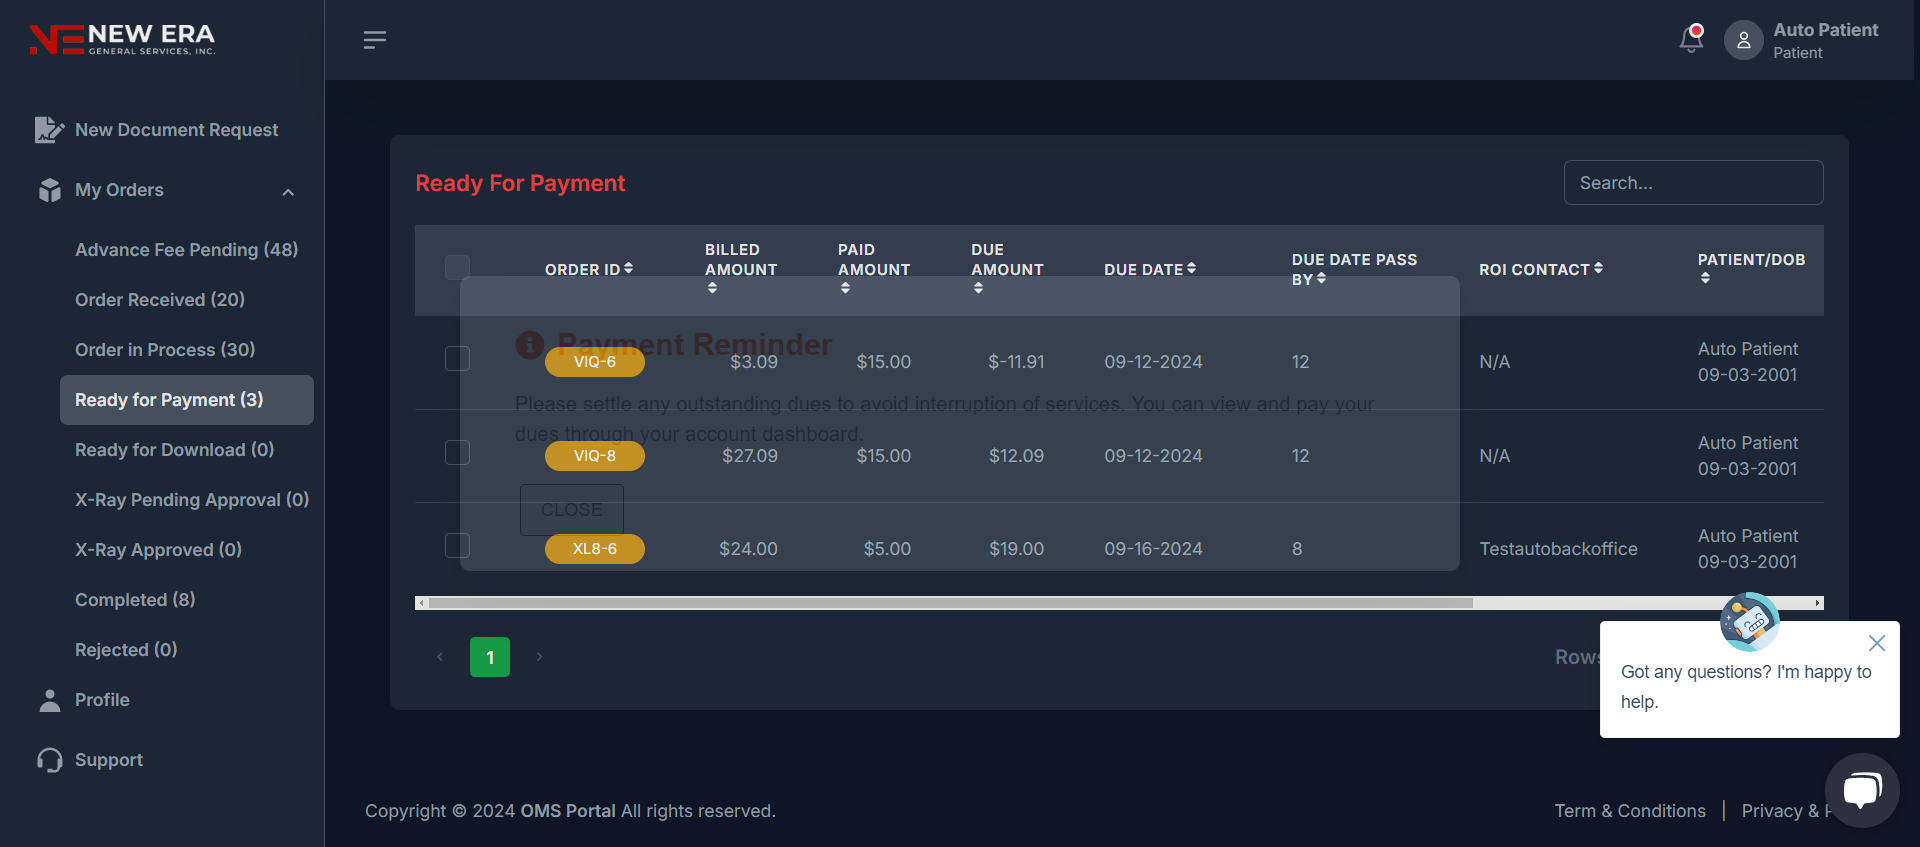 NEW ERA
GENERAL SERVICES, INC.
Auto Patient
Patient
New Document Request
My Orders
Advance Fee Pending (48)
Order Received (20)
Order in Process (30)
Ready for Payment (3)
Ready for Download (0)
X-Ray Pending Approval (0)
X-Ray Approved (0)
Completed (8)
Rejected (0)
Profile
Support
Ready For Payment
Search...
ORDER ID BILLED AMOUNT PAID AMOUNT DUE AMOUNT DUE DATE DUE DATE PASS BY ROI CONTACT PATIENT/DOB
Payment Reminder
Please settle any outstanding dues to avoid interruption of services. You can view and pay your
dues through your account dashboard.
CLOSE
VIQ-6 $3.09 $15.00 $-11.91 09-12-2024 12 N/A Auto Patient
09-03-2001
VIQ-8 $27.09 $15.00 $12.09 09-12-2024 12 N/A Auto Patient
09-03-2001
XL8-6 $24.00 $5.00 $19.00 09-16-2024 8 Testautobackoffice Auto Patient
09-03-2001
1
Rows
Got any questions? I'm happy to
help.
Copyright © 2024 OMS Portal All rights reserved.
Term & Conditions | Privacy &